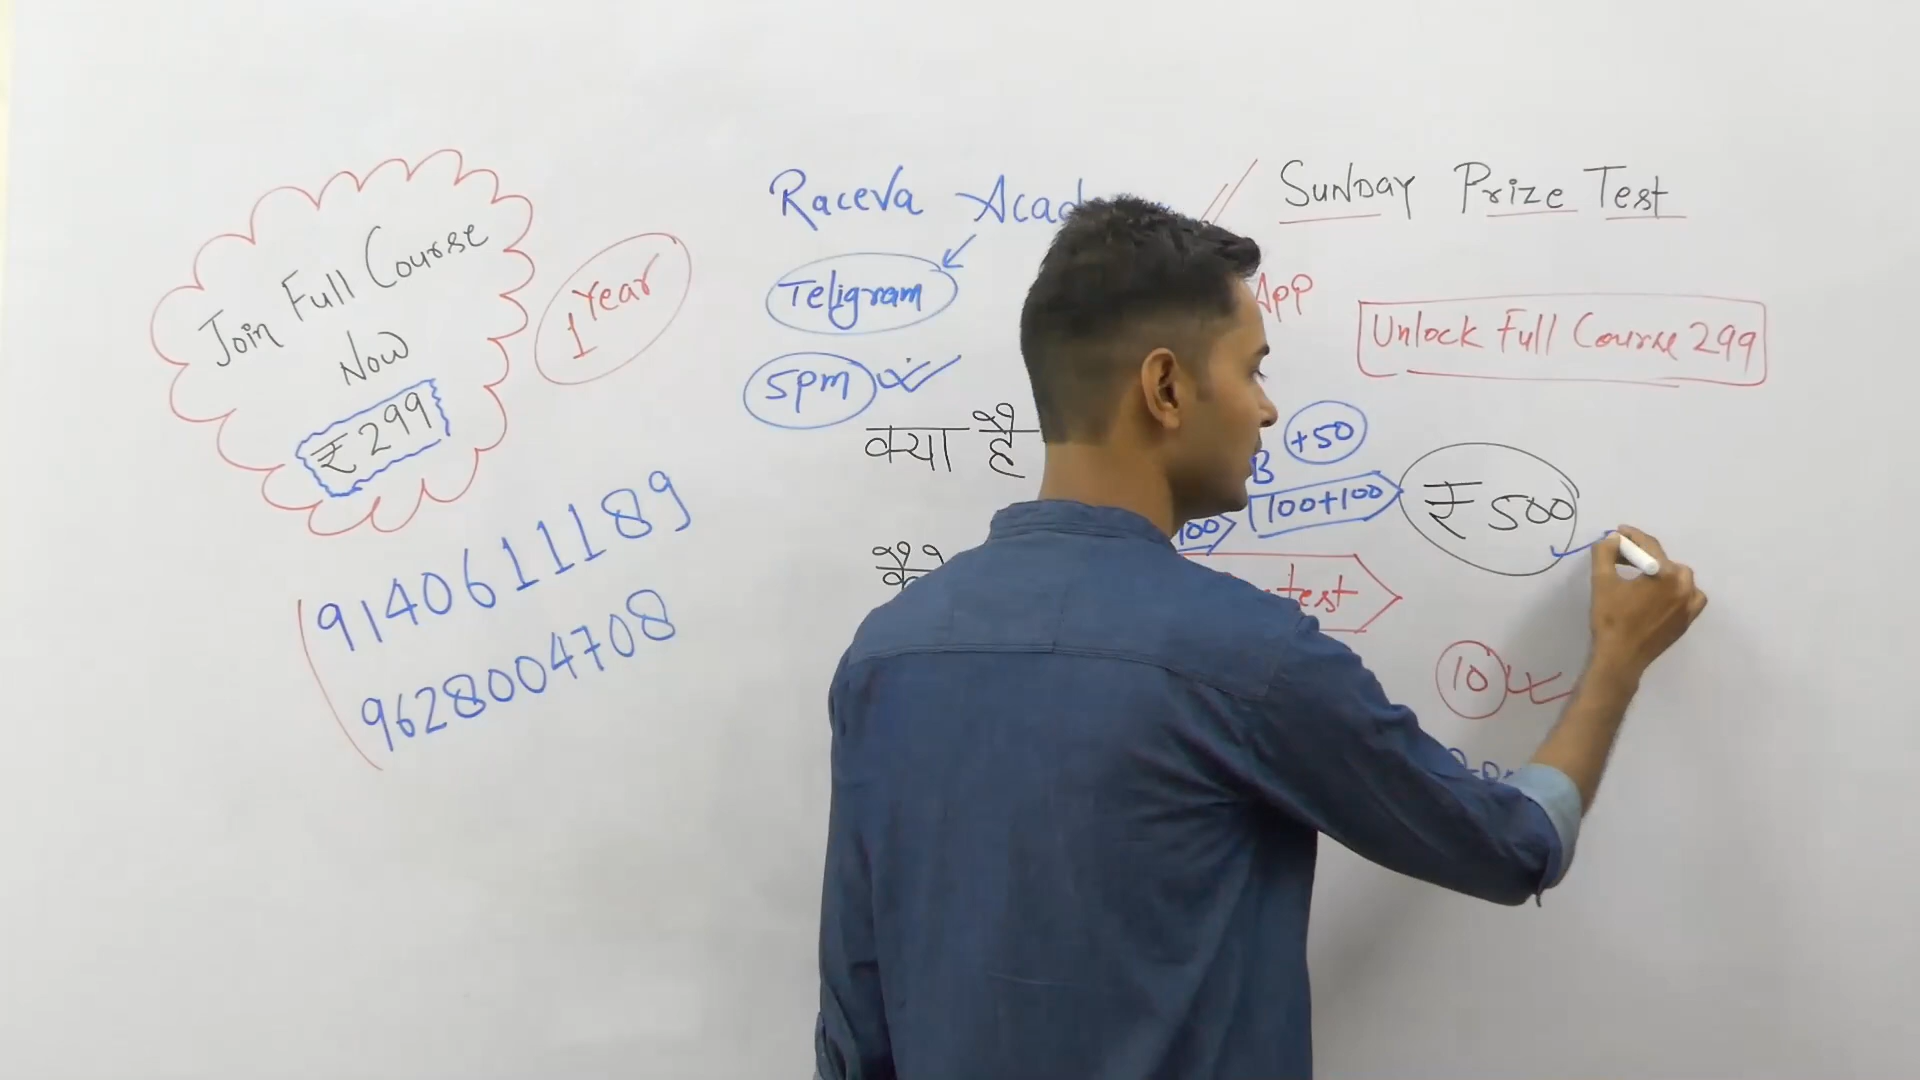 Join Full Course
Now
₹299
1 Year
9140611189
9628004708
Raceva
Teligram
5pm
क्या है
Sunday Prize Test
App
Unlock Full Course 299
+50
B
100
100+100
₹500
test
10